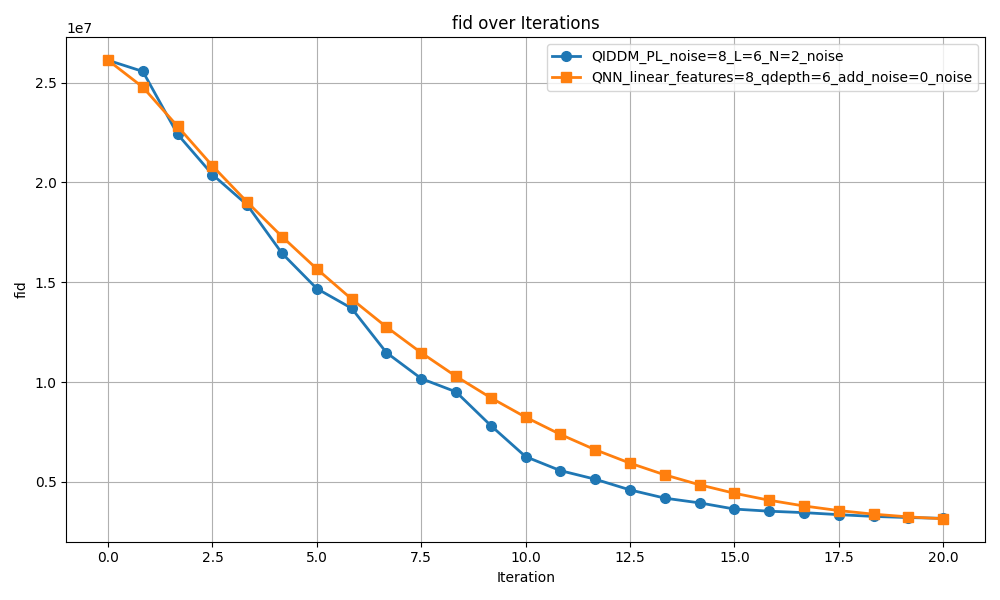 fid over Iterations
1e7
QIDDM_PL_noise=8_L=6_N=2_noise
QNN_linear_features=8_qdepth=6_add_noise=0_noise
2.5
2.0
1.5
1.0
0.5
fid
0.0 2.5 5.0 7.5 10.0 12.5 15.0 17.5 20.0
Iteration